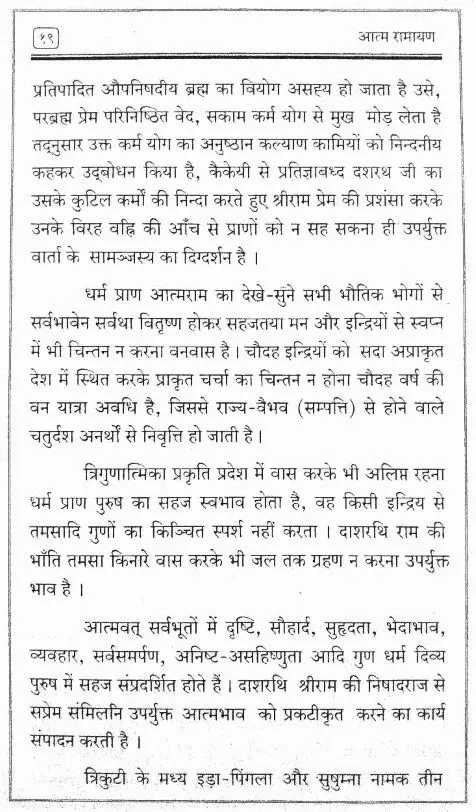 १९
आत्म रामायण
प्रतिपादित औपनिषदीय ब्रह्म का वियोग असह्य हो जाता है उसे,
परब्रह्म प्रेम परिनिष्ठित वेद, सकाम कर्म योग से मुख मोड़ लेता है
तद्नुसार उक्त कर्म योग का अनुष्ठान कल्याण कामियों को निन्दनीय
कहकर उद्बोधन किया है, कैकेयी से प्रतिज्ञाबध्द दशरथ जी का
उसके कुटिल कर्मों की निन्दा करते हुए श्रीराम प्रेम की प्रशंसा करके
उनके विरह वह्नि की आँच से प्राणों को न सह सकना ही उपर्युक्त
वार्ता के सामञ्जस्य का दिग्दर्शन है ।
धर्म प्राण आत्मराम का देखे-सुंने सभी भौतिक भोगों से
सर्वभावेन सर्वथा वितृष्ण होकर सहजतया मन और इन्द्रियों से स्वप्न
में भी चिन्तन न करना वनवास है । चौदह इन्द्रियों को सदा अप्राकृत
देश में स्थित करके प्राकृत चर्चा का चिन्तन न होना चौदह वर्ष की
वन यात्रा अवधि है, जिससे राज्य-वैभव (सम्पत्ति) से होने वाले
चतुर्दश अनर्थों से निवृत्ति हो जाती है ।
त्रिगुणात्मिका प्रकृति प्रदेश में वास करके भी अलिप्त रहना
धर्म प्राण पुरुष का सहज स्वभाव होता है, वह किसी इन्द्रिय से
तमसादि गुणों का किञ्चित स्पर्श नहीं करता । दाशरथि राम की
भाँति तमसा किनारे वास करके भी जल तक ग्रहण न करना उपर्युक्त
भाव है ।
आत्मवत् सर्वभूतों में दृष्टि, सौहार्द, सुहृदता, भेदाभाव,
व्यवहार, सर्वसमर्पण, अनिष्ट-असहिष्णुता आदि गुण धर्म दिव्य
पुरुष में सहज संप्रदर्शित होते हैं । दाशरथि श्रीराम की निषादराज से
सप्रेम संमिलनि उपर्युक्त आत्मभाव को प्रकटीकृत करने का कार्य
संपादन करती है ।
त्रिकुटी के मध्य इड़ा-पिंगला और सुषुम्ना नामक तीन